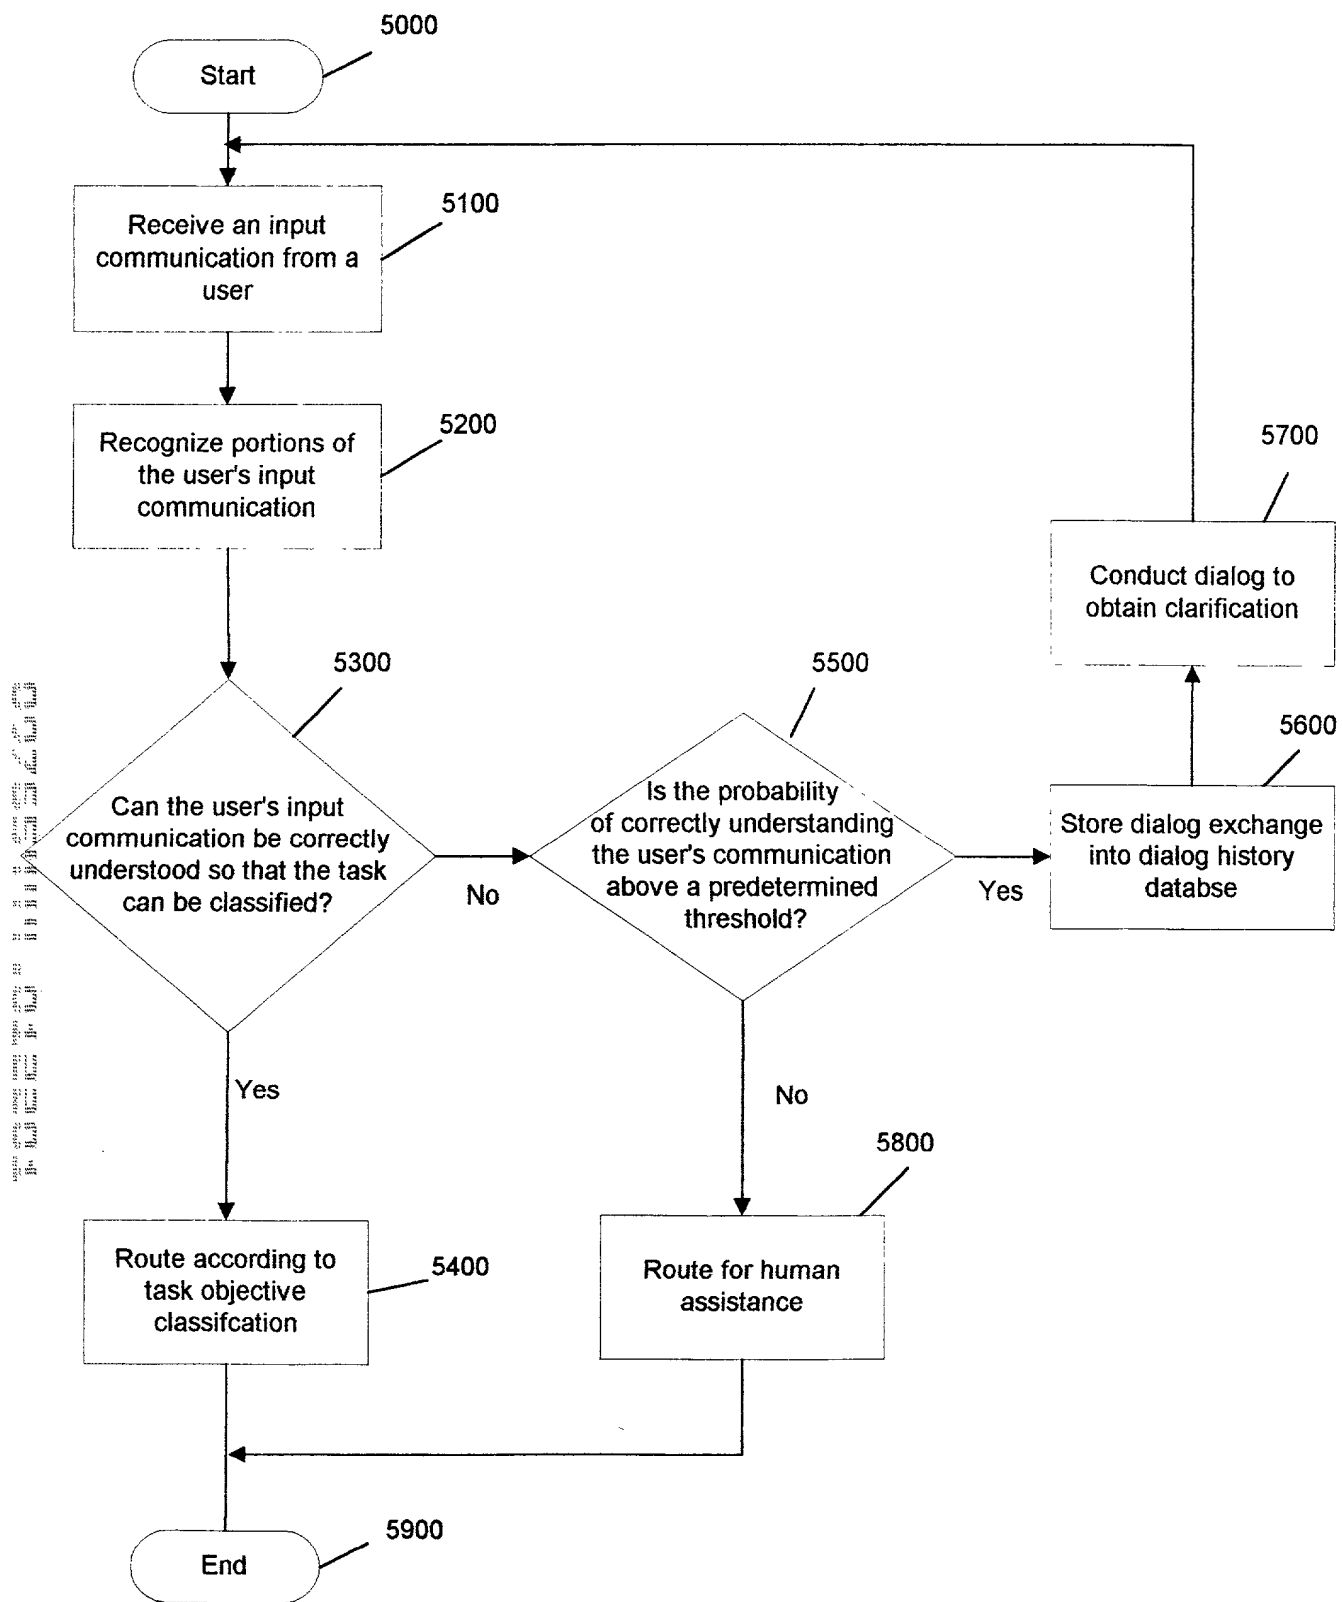 5000
Start
5100
Receive an input
communication from a
user
5200
Recognize portions of
the user's input
communication
5700
Conduct dialog to
obtain clarification
5300
Can the user's input
communication be correctly
understood so that the task
can be classified?
No
5500
Is the probability
of correctly understanding
the user's communication
above a predetermined
threshold?
Yes
5600
Store dialog exchange
into dialog history
databse
Yes
No
5400
Route according to
task objective
classifcation
5800
Route for human
assistance
5900
End